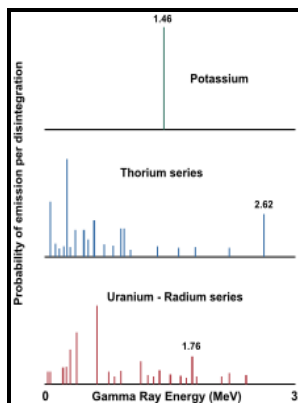 1.46
Potassium
Thorium series
2.62
Uranium - Radium series
1.76
0
3
Gamma Ray Energy (MeV)
Probability of emission per disintegration